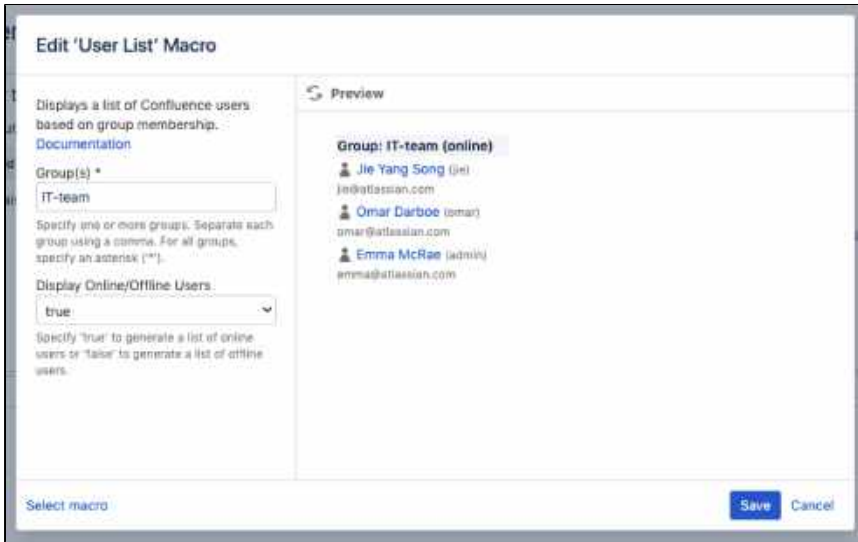 Edit 'User List' Macro
Displays a list of Confluence users
based on group membership.
Documentation
Group(s) *
IT-team
Specify one or more groups. Separate each
group using a comma. For all groups,
specify an asterisk ('*').
Display Online/Offline Users
true
Specify 'true' to generate a list of online
users or 'false' to generate a list of offline
users.
Preview
Group: IT-team (online)
Jie Yang Song (jie)
jie@atlassian.com
Omar Darboe (omar)
omar@atlassian.com
Emma McRae (admin)
emma@atlassian.com
Select macro
Save Cancel